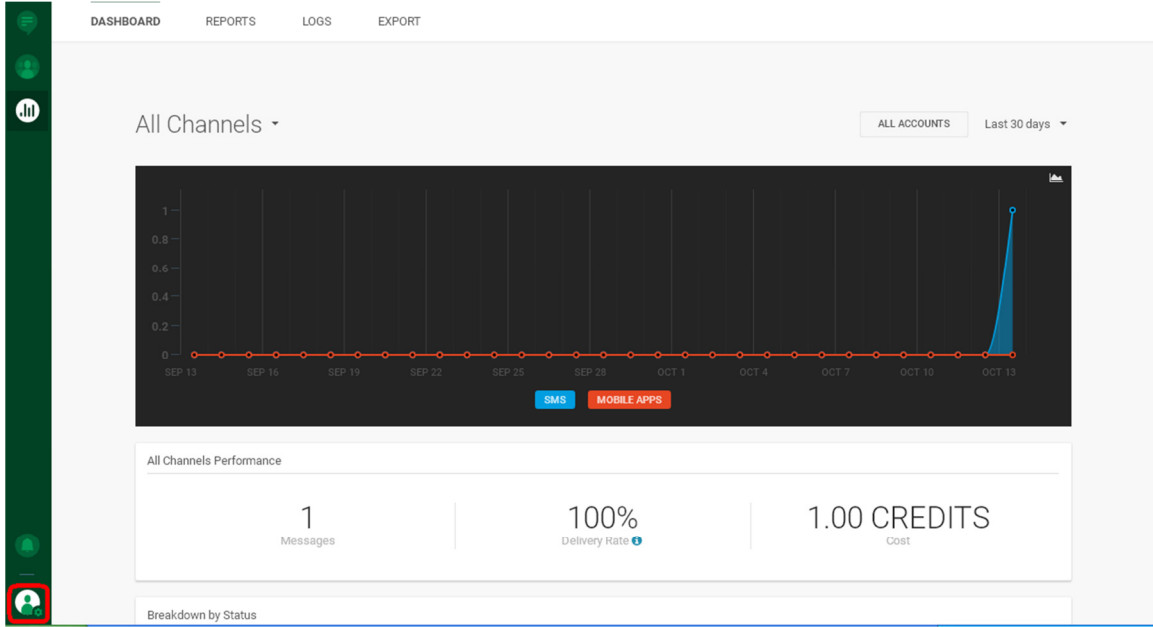 DASHBOARD REPORTS LOGS EXPORT
All Channels
ALL ACCOUNTS Last 30 days
1
0.8
0.6
0.4
0.2
0
SEP 13 SEP 16 SEP 19 SEP 22 SEP 25 SEP 28 OCT 1 OCT 4 OCT 7 OCT 10 OCT 13
SMS MOBILE APPS
All Channels Performance
1 100% 1.00 CREDITS
Messages Delivery Rate Cost
Breakdown by Status